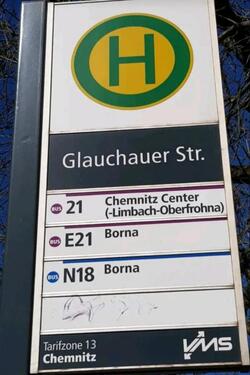 H
Glauchauer Str.
BUS 21 Chemnitz Center
(-Limbach-Oberfrohna)
BUS E21 Borna
BUS N18 Borna
Tarifzone 13
Chemnitz
VMS